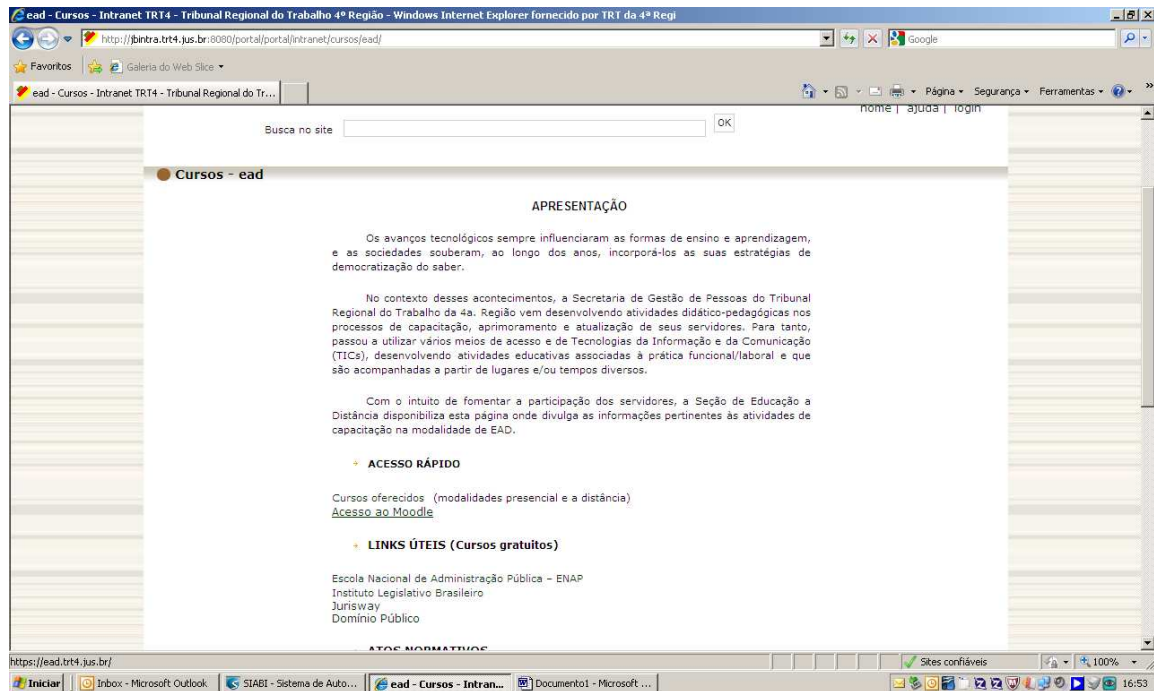 ead - Cursos - Intranet TRT4 - Tribunal Regional do Trabalho 4º Região - Windows Internet Explorer fornecido por TRT da 4ª Regi
http://jbintra.trt4.jus.br:8080/portal/portal/intranet/cursos/ead/
Google
Favoritos Galeria do Web Slice
ead - Cursos - Intranet TRT4 - Tribunal Regional do Tr...
Página Segurança Ferramentas »
home | ajuda | login
Busca no site OK
Cursos - ead
APRESENTAÇÃO
Os avanços tecnológicos sempre influenciaram as formas de ensino e aprendizagem,
e as sociedades souberam, ao longo dos anos, incorporá-los as suas estratégias de
democratização do saber.
No contexto desses acontecimentos, a Secretaria de Gestão de Pessoas do Tribunal
Regional do Trabalho da 4a. Região vem desenvolvendo atividades didático-pedagógicas nos
processos de capacitação, aprimoramento e atualização de seus servidores. Para tanto,
passou a utilizar vários meios de acesso e de Tecnologias da Informação e da Comunicação
(TICs), desenvolvendo atividades educativas associadas à prática funcional/laboral e que
são acompanhadas a partir de lugares e/ou tempos diversos.
Com o intuito de fomentar a participação dos servidores, a Seção de Educação a
Distância disponibiliza esta página onde divulga as informações pertinentes às atividades de
capacitação na modalidade de EAD.
ACESSO RÁPIDO
Cursos oferecidos (modalidades presencial e a distância)
Acesso ao Moodle
LINKS ÚTEIS (Cursos gratuitos)
Escola Nacional de Administração Pública – ENAP
Instituto Legislativo Brasileiro
Jurisway
Domínio Público
ATOS NORMATIVOS
https://ead.trt4.jus.br/
Sites confiáveis
100%
Iniciar
Inbox - Microsoft Outlook
SIABI - Sistema de Auto...
ead - Cursos - Intran...
Documento1 - Microsoft ...
16:53